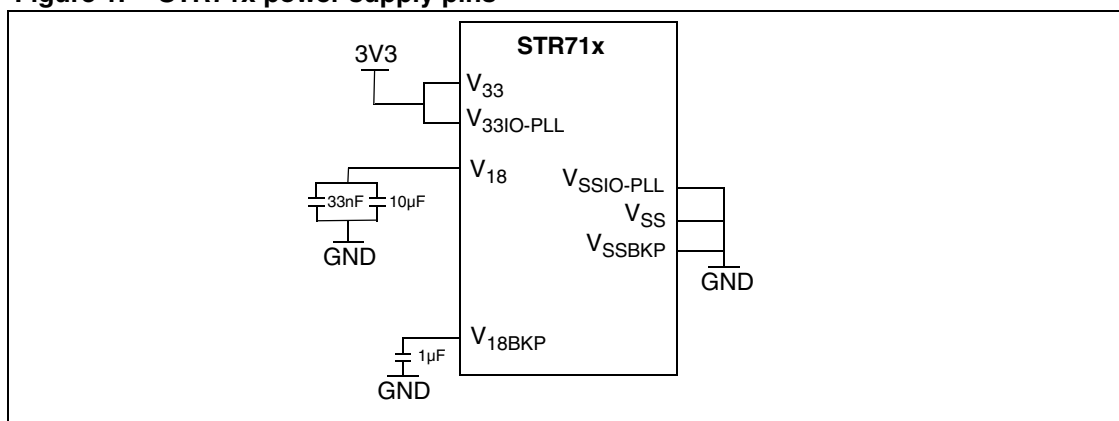 STR71x
3V3
V33
V33IO-PLL
V18
VSSIO-PLL
33nF
10µF
VSS
VSSBKP
GND
GND
V18BKP
1µF
GND